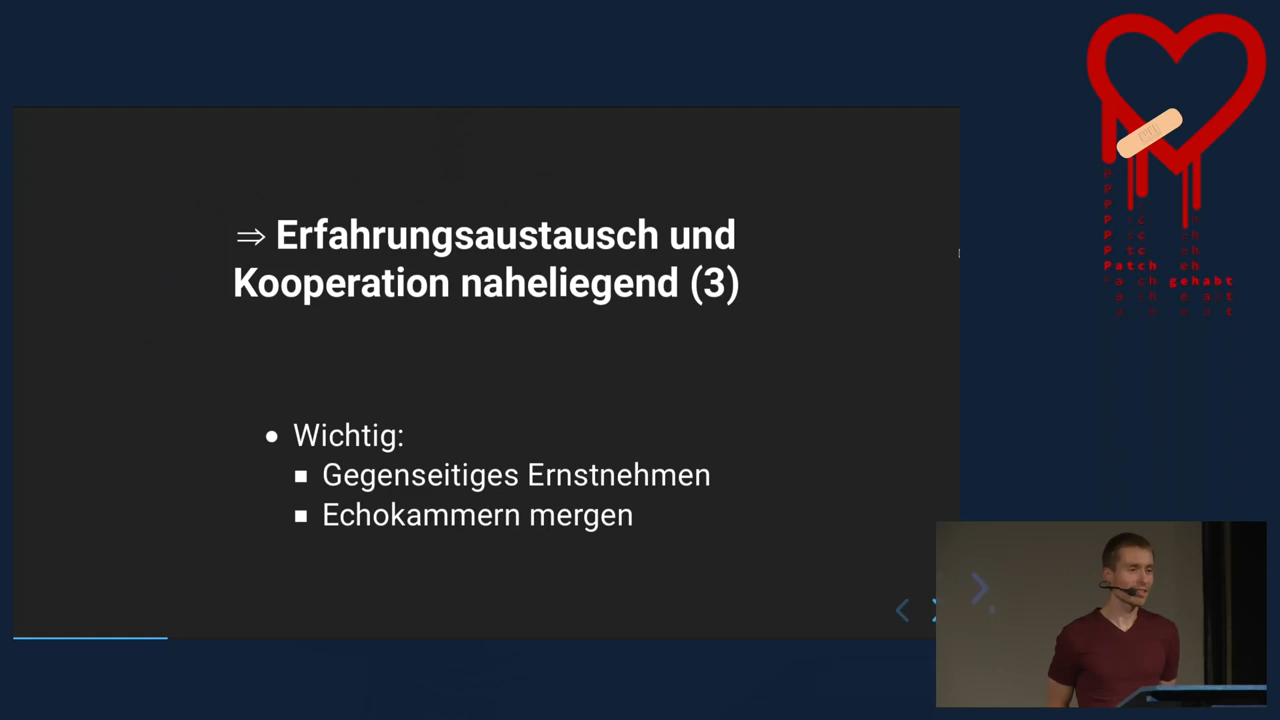 ⇒ Erfahrungsaustausch und
Kooperation naheliegend (3)
• Wichtig:
▪ Gegenseitiges Ernstnehmen
▪ Echokammern mergen
Patch
gehabt